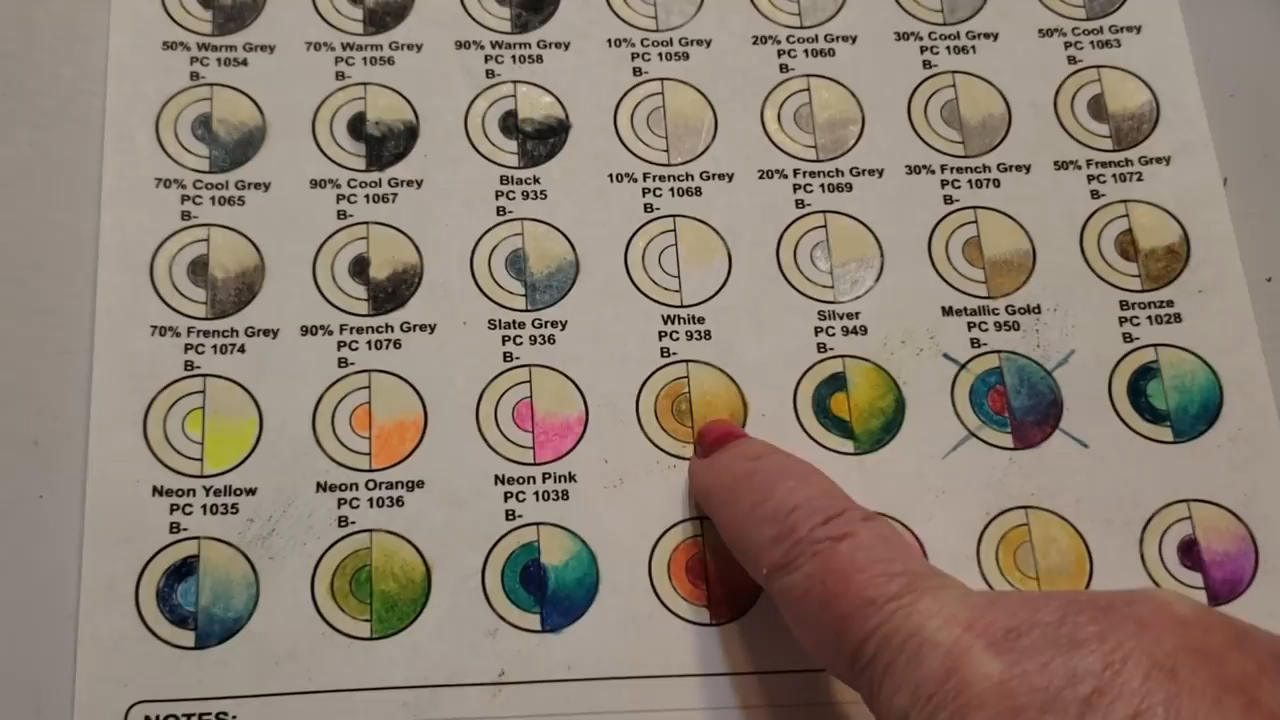 50% Warm Grey 70% Warm Grey 90% Warm Grey 10% Cool Grey 20% Cool Grey 30% Cool Grey 50% Cool Grey
PC 1054 PC 1056 PC 1058 PC 1059 PC 1060 PC 1061 PC 1063
B- B- B- B- B- B- B-
70% Cool Grey 90% Cool Grey Black 10% French Grey 20% French Grey 30% French Grey 50% French Grey
PC 1065 PC 1067 PC 935 PC 1068 PC 1069 PC 1070 PC 1072
B- B- B- B- B- B- B-
70% French Grey 90% French Grey Slate Grey White Silver Metallic Gold Bronze
PC 1074 PC 1076 PC 936 PC 938 PC 949 PC 950 PC 1028
B- B- B- B- B- B- B-
Neon Yellow Neon Orange Neon Pink
PC 1035 PC 1036 PC 1038
B- B- B-
NOTES: